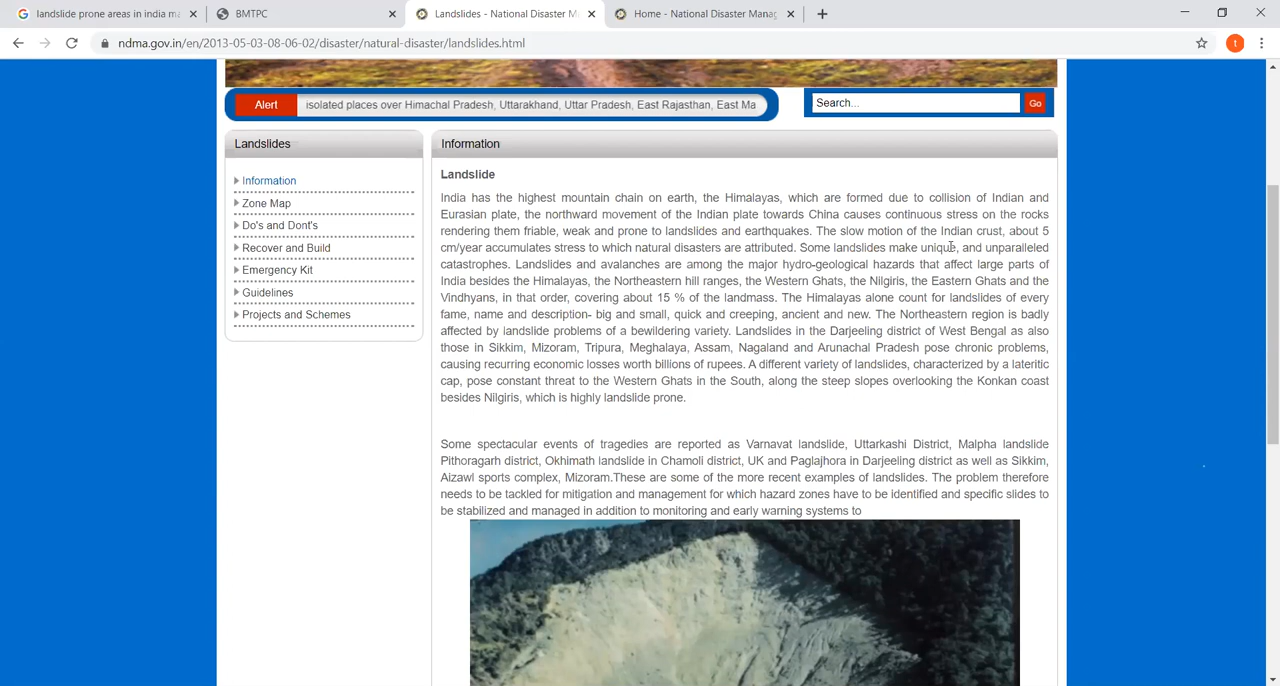 landslide prone areas in india ma
BMTPC
Landslides - National Disaster M
Home - National Disaster Manag
ndma.gov.in/en/2013-05-03-08-06-02/disaster/natural-disaster/landslides.html
t
Alert
isolated places over Himachal Pradesh, Uttarakhand, Uttar Pradesh, East Rajasthan, East Ma
Search...
Go
Landslides
Information
Zone Map
Do's and Dont's
Recover and Build
Emergency Kit
Guidelines
Projects and Schemes
Information
Landslide
India has the highest mountain chain on earth, the Himalayas, which are formed due to collision of Indian and
Eurasian plate, the northward movement of the Indian plate towards China causes continuous stress on the rocks
rendering them friable, weak and prone to landslides and earthquakes. The slow motion of the Indian crust, about 5
cm/year accumulates stress to which natural disasters are attributed. Some landslides make unique, and unparalleled
catastrophes. Landslides and avalanches are among the major hydro-geological hazards that affect large parts of
India besides the Himalayas, the Northeastern hill ranges, the Western Ghats, the Nilgiris, the Eastern Ghats and the
Vindhyans, in that order, covering about 15 % of the landmass. The Himalayas alone count for landslides of every
fame, name and description- big and small, quick and creeping, ancient and new. The Northeastern region is badly
affected by landslide problems of a bewildering variety. Landslides in the Darjeeling district of West Bengal as also
those in Sikkim, Mizoram, Tripura, Meghalaya, Assam, Nagaland and Arunachal Pradesh pose chronic problems,
causing recurring economic losses worth billions of rupees. A different variety of landslides, characterized by a lateritic
cap, pose constant threat to the Western Ghats in the South, along the steep slopes overlooking the Konkan coast
besides Nilgiris, which is highly landslide prone.
Some spectacular events of tragedies are reported as Varnavat landslide, Uttarkashi District, Malpha landslide
Pithoragarh district, Okhimath landslide in Chamoli district, UK and Paglajhora in Darjeeling district as well as Sikkim,
Aizawl sports complex, Mizoram.These are some of the more recent examples of landslides. The problem therefore
needs to be tackled for mitigation and management for which hazard zones have to be identified and specific slides to
be stabilized and managed in addition to monitoring and early warning systems to